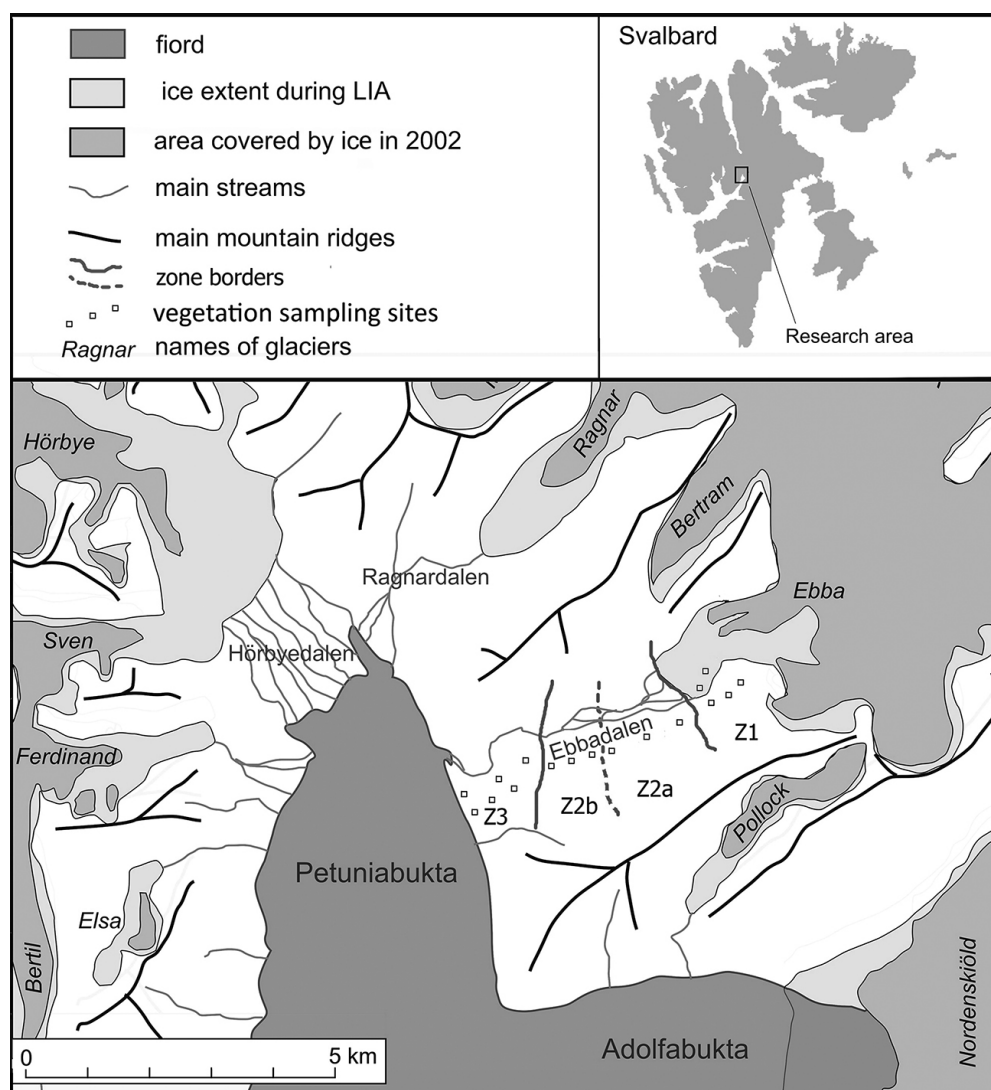 fiord
ice extent during LIA
area covered by ice in 2002
main streams
main mountain ridges
zone borders
vegetation sampling sites
Ragnar names of glaciers
Svalbard
Research area
Hörbye
Ragnar
Bertram
Ragnardalen
Ebba
Sven
Hörbyedalen
Ferdinand
Ebbadalen
Z1
Z2a
Z2b
Z3
Pollock
Petuniabukta
Elsa
Bertil
Nordenskiöld
Adolfabukta
0 5 km